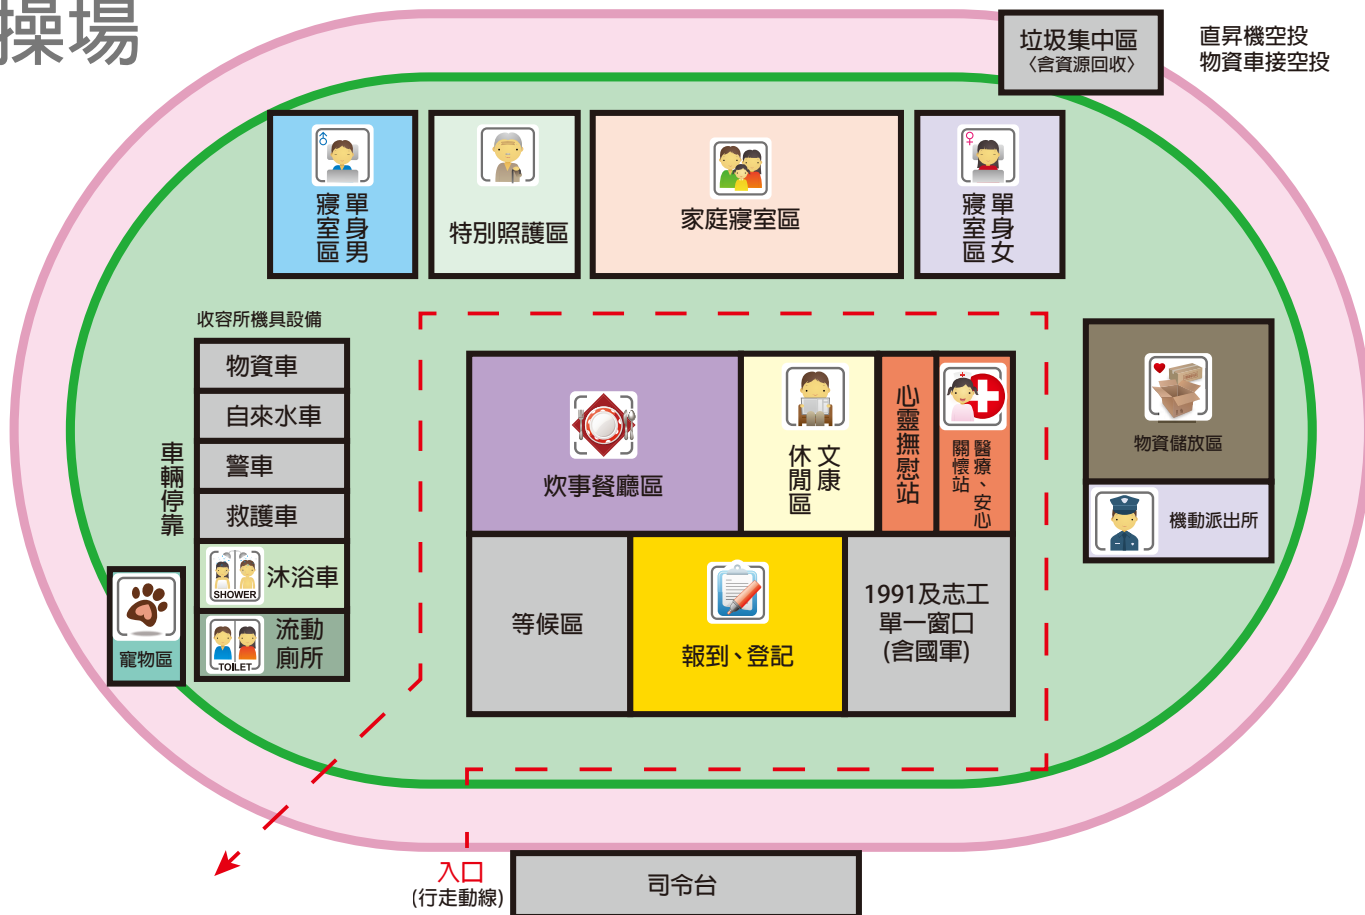 操場
垃圾集中區
〈含資源回收〉
直昇機空投
物資車接空投
單身男
寢室區
特別照護區
家庭寢室區
單身女
寢室區
收容所機具設備
物資車
自來水車
警車
救護車
SHOWER
沐浴車
TOILET
流動
廁所
車輛停靠
寵物區
炊事餐廳區
文康
休閒區
心靈撫慰站
醫療、安心
關懷站
等候區
報到、登記
1991及志工
單一窗口
(含國軍)
物資儲放區
機動派出所
入口
(行走動線)
司令台